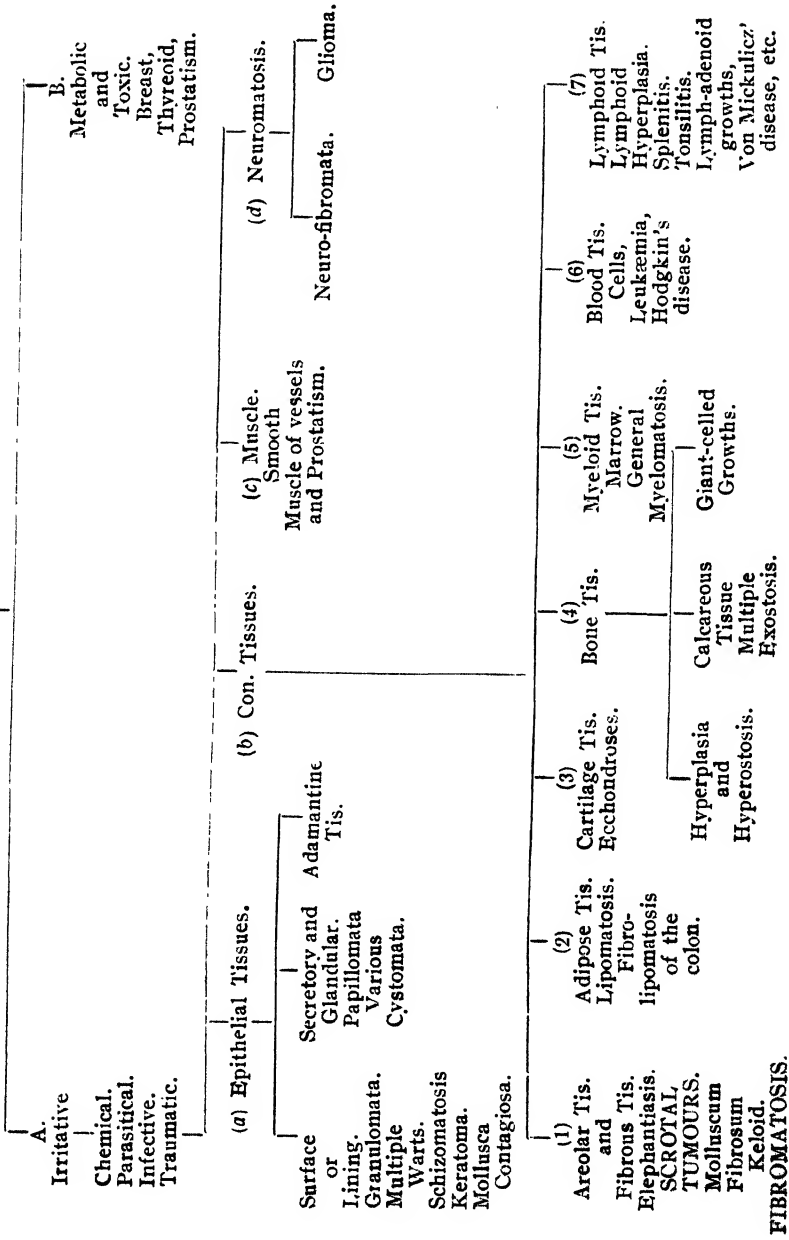 A.
Irritative
Chemical.
Parasitical.
Infective.
Traumatic.
B.
Metabolic
and
Toxic.
Breast,
Thyreoid,
Prostatism.
(a) Epithelial Tissues.
(b) Con. Tissues.
(c) Muscle.
Smooth
Muscle of vessels
and Prostatism.
(d) Neuromatosis.
Surface
or
Lining.
Granulomata.
Multiple
Warts.
Schizomatosis
Keratoma.
Mollusca
Contagiosa.
Secretory and
Glandular.
Papillomata
Various
Cystomata.
Adamantine
Tis.
Neuro-fibromata.
Glioma.
(1)
Areolar Tis.
and
Fibrous Tis.
Elephantiasis.
SCROTAL
TUMOURS.
Molluscum
Fibrosum
Keloid.
FIBROMATOSIS.
(2)
Adipose Tis.
Lipomatosis.
Fibro-
lipomatosis
of the
colon.
(3)
Cartilage Tis.
Ecchondroses.
(4)
Bone Tis.
(5)
Myeloid Tis.
Marrow.
General
Myelomatosis.
(6)
Blood Tis.
Cells,
Leukæmia,
Hodgkin's
disease.
(7)
Lymphoid Tis.
Lymphoid
Hyperplasia.
Splenitis.
Tonsilitis.
Lymph-adenoid
growths,
Von Mickulicz'
disease, etc.
Hyperplasia
and
Hyperostosis.
Calcareous
Tissue
Multiple
Exostosis.
Giant-celled
Growths.